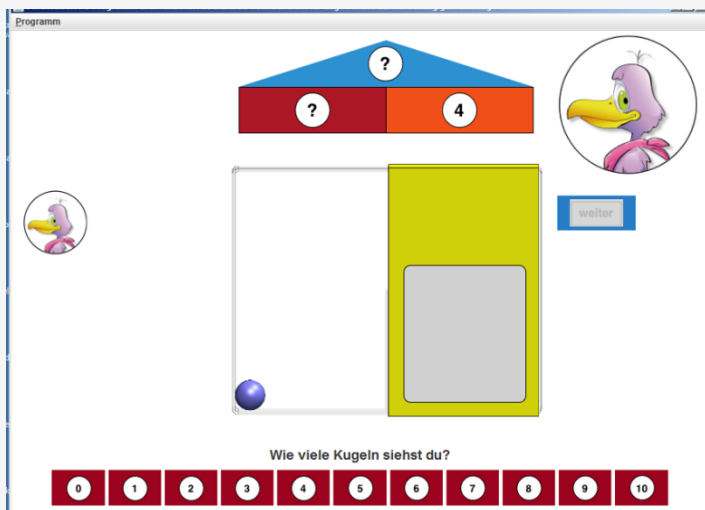 Programm
?
? 4
weiter
Wie viele Kugeln siehst du?
0 1 2 3 4 5 6 7 8 9 10